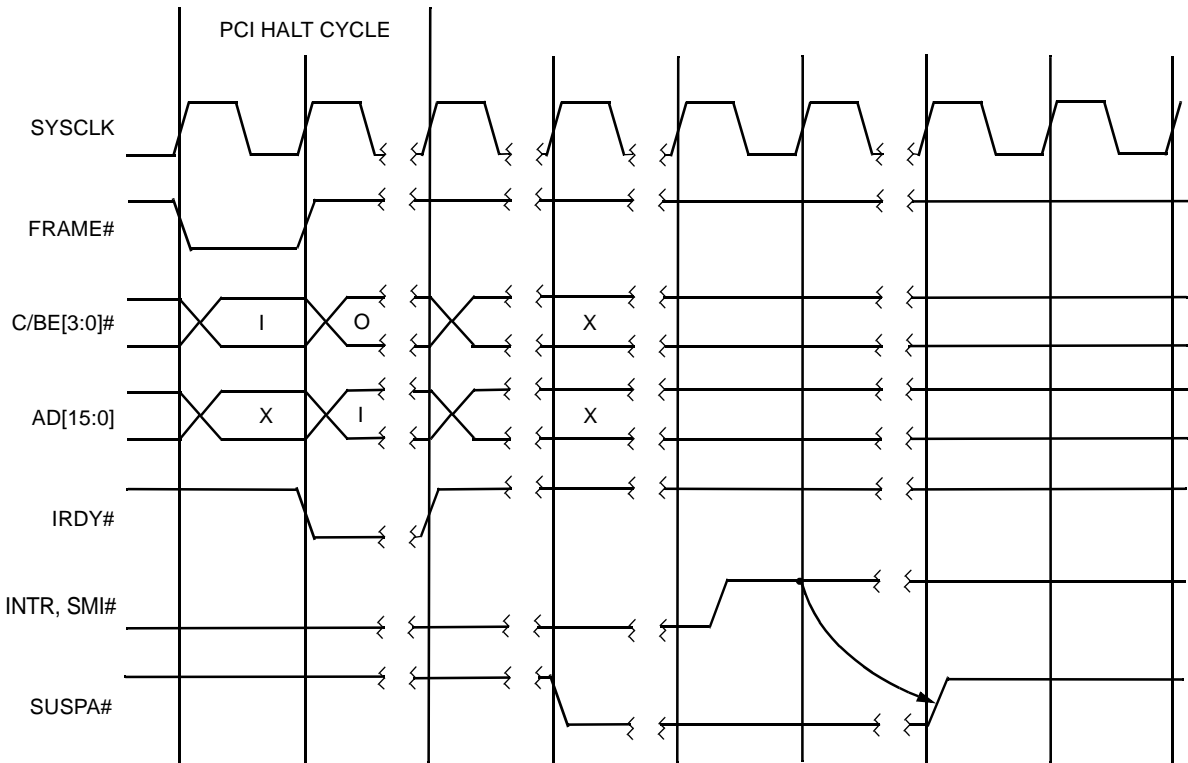 PCI HALT CYCLE
SYSCLK
FRAME#
C/BE[3:0]# I O X
AD[15:0] X I X
IRDY#
INTR, SMI#
SUSPA#